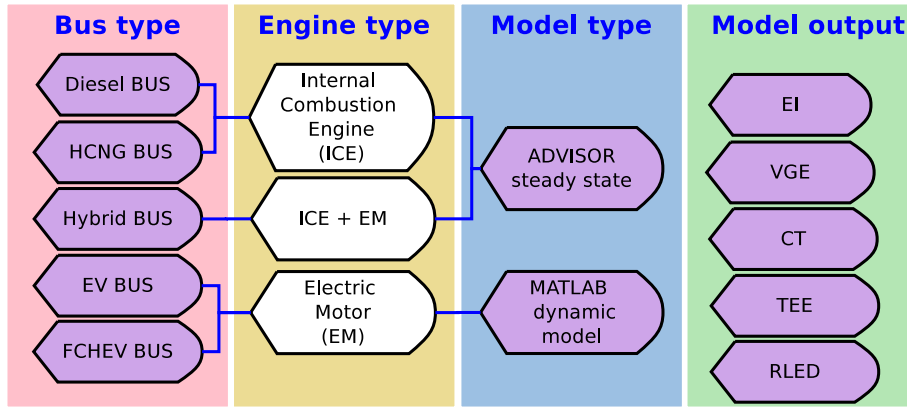 Bus type
Diesel BUS
HCNG BUS
Hybrid BUS
EV BUS
FCHEV BUS
Engine type
Internal
Combustion
Engine
(ICE)
ICE + EM
Electric
Motor
(EM)
Model type
ADVISOR
steady state
MATLAB
dynamic
model
Model output
EI
VGE
CT
TEE
RLED